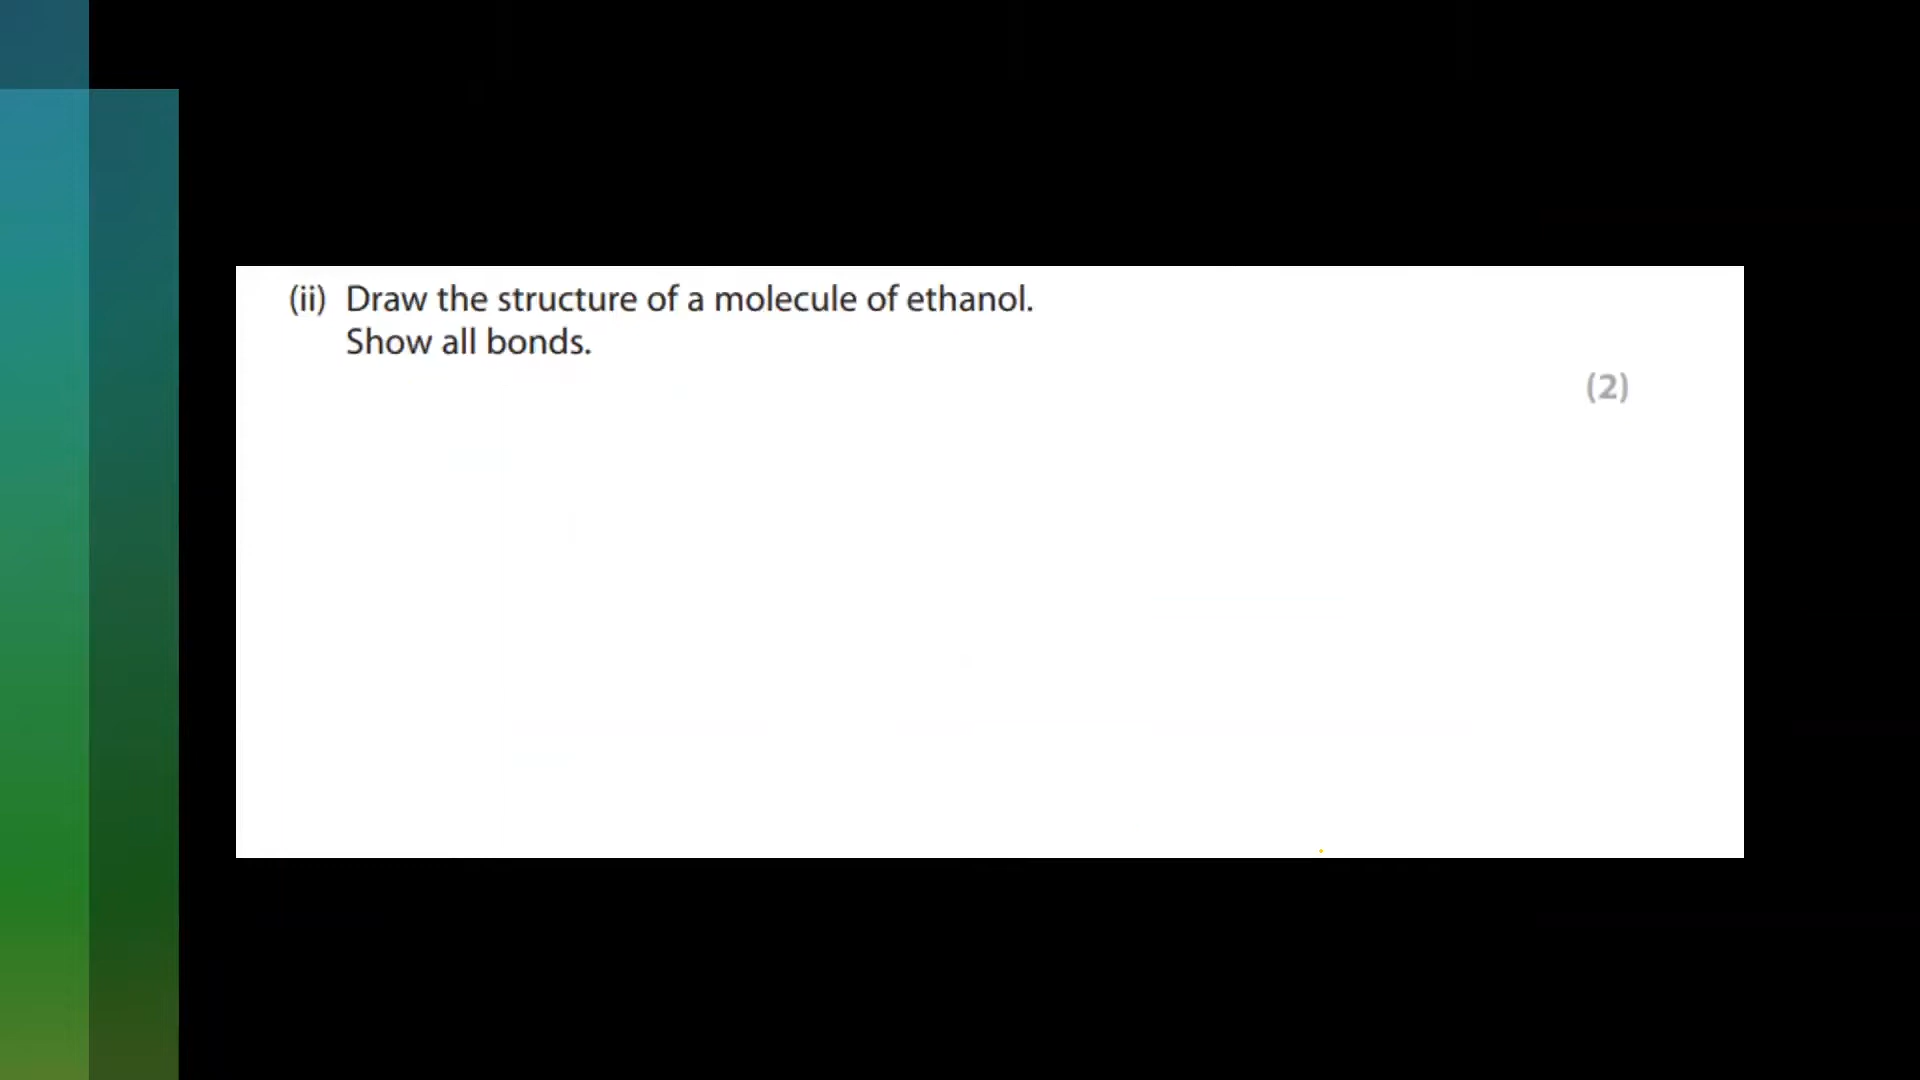 (ii) Draw the structure of a molecule of ethanol.
Show all bonds.
(2)